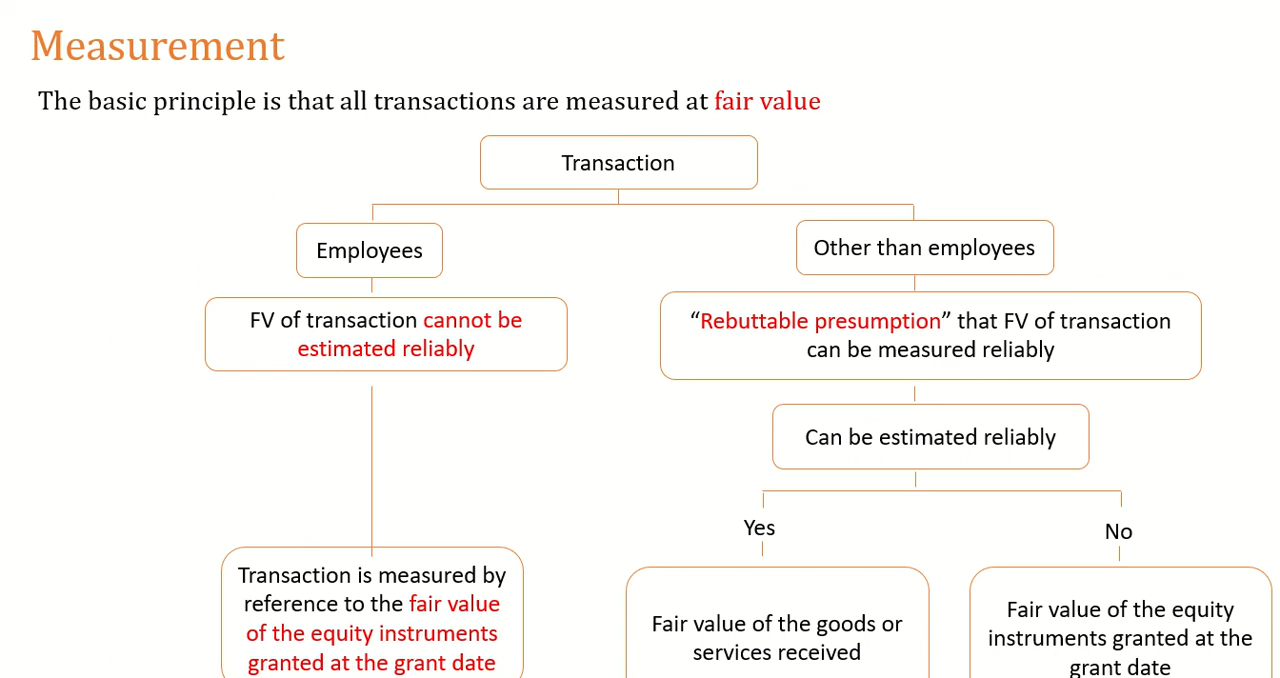 Measurement
The basic principle is that all transactions are measured at fair value
Transaction
Employees
FV of transaction cannot be
estimated reliably
Transaction is measured by
reference to the fair value
of the equity instruments
granted at the grant date
Other than employees
“Rebuttable presumption” that FV of transaction
can be measured reliably
Can be estimated reliably
Yes
Fair value of the goods or
services received
No
Fair value of the equity
instruments granted at the
grant date